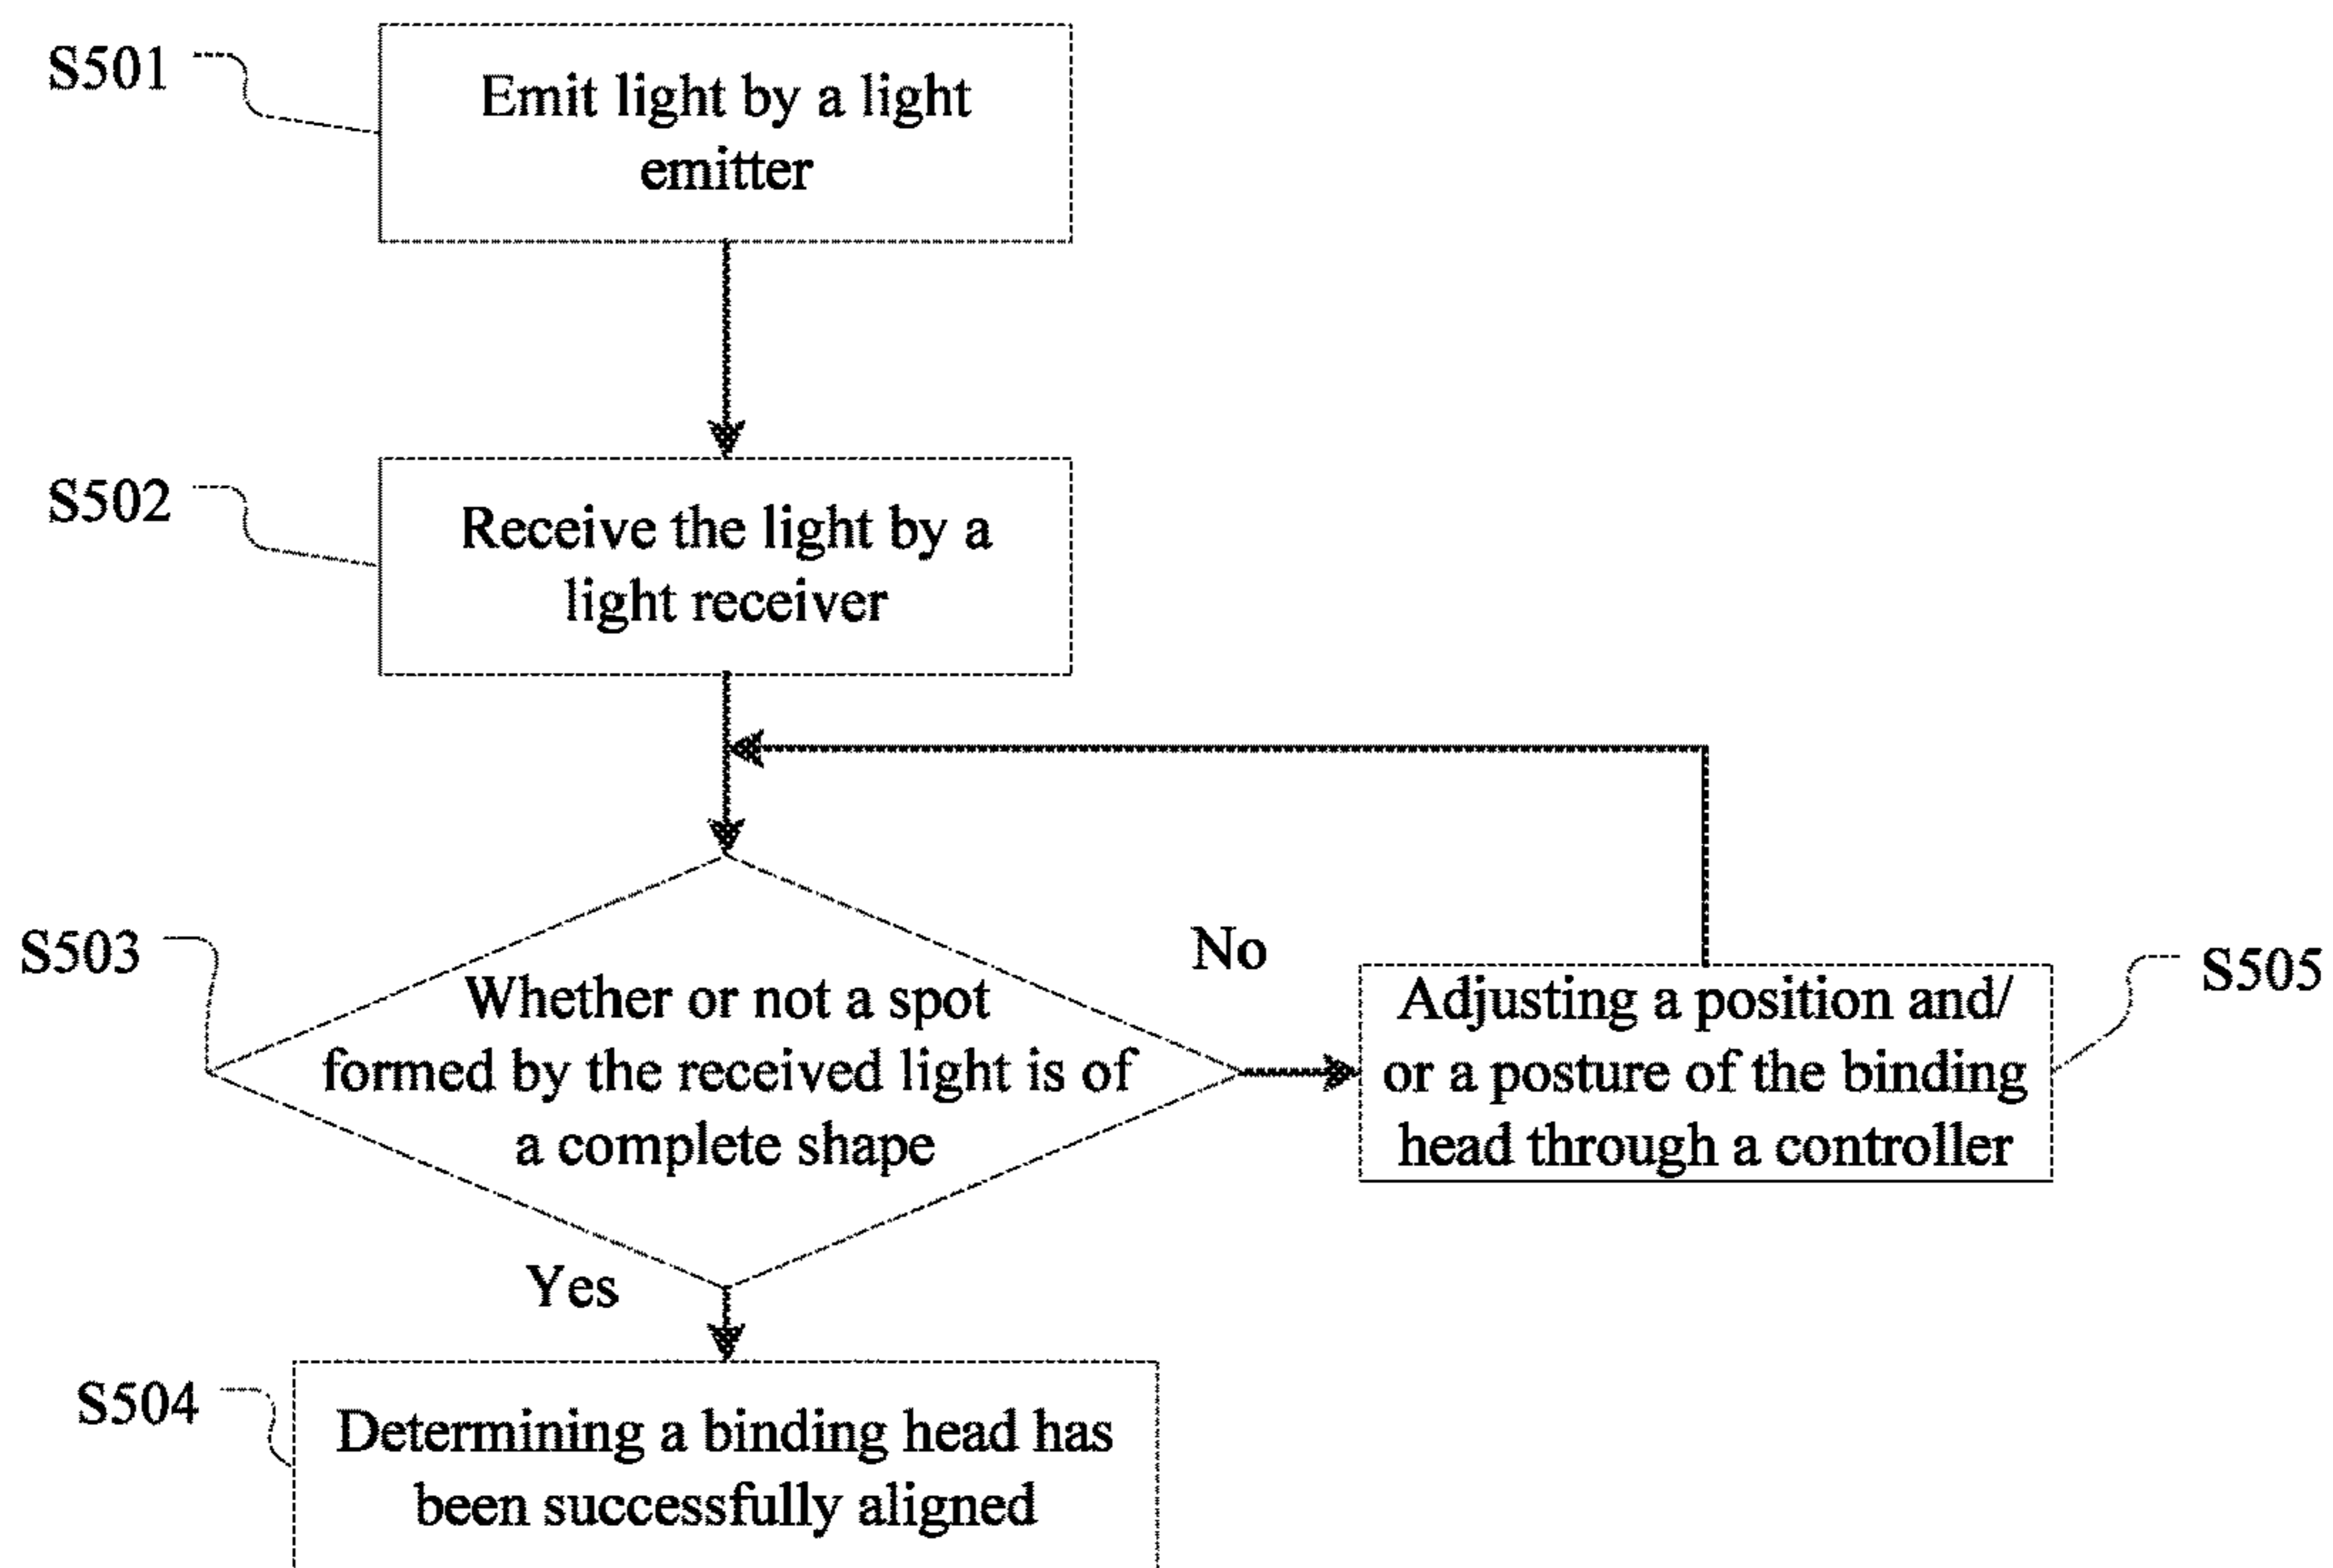 S501
Emit light by a light
emitter
S502
Receive the light by a
light receiver
S503
Whether or not a spot
formed by the received light is of
a complete shape
No
Adjusting a position and/
or a posture of the binding
head through a controller
S505
Yes
S504
Determining a binding head has
been successfully aligned